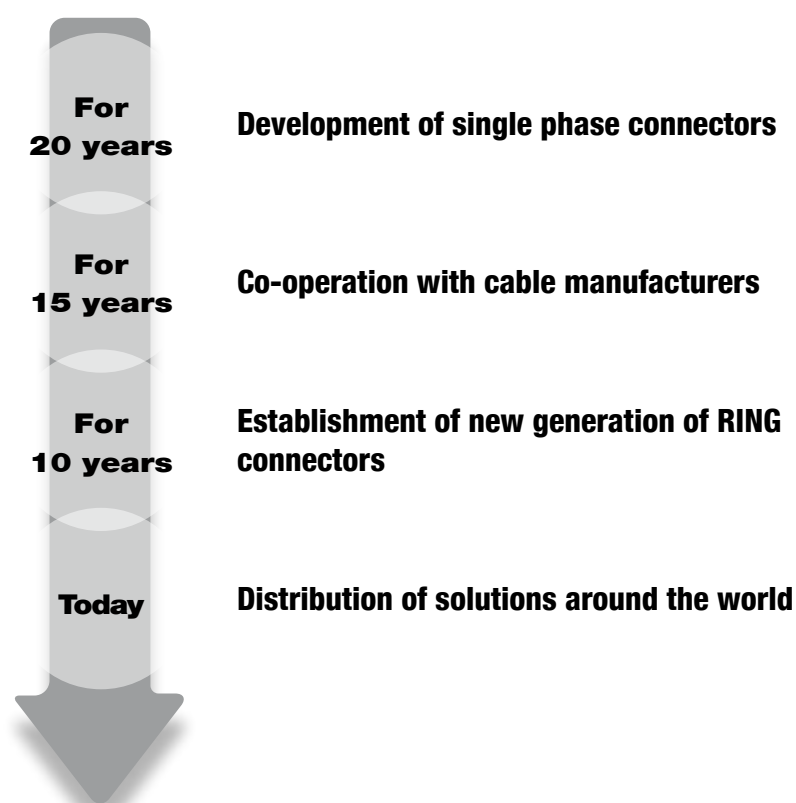 For
20 years
Development of single phase connectors
For
15 years
Co-operation with cable manufacturers
For
10 years
Establishment of new generation of RING
connectors
Today
Distribution of solutions around the world